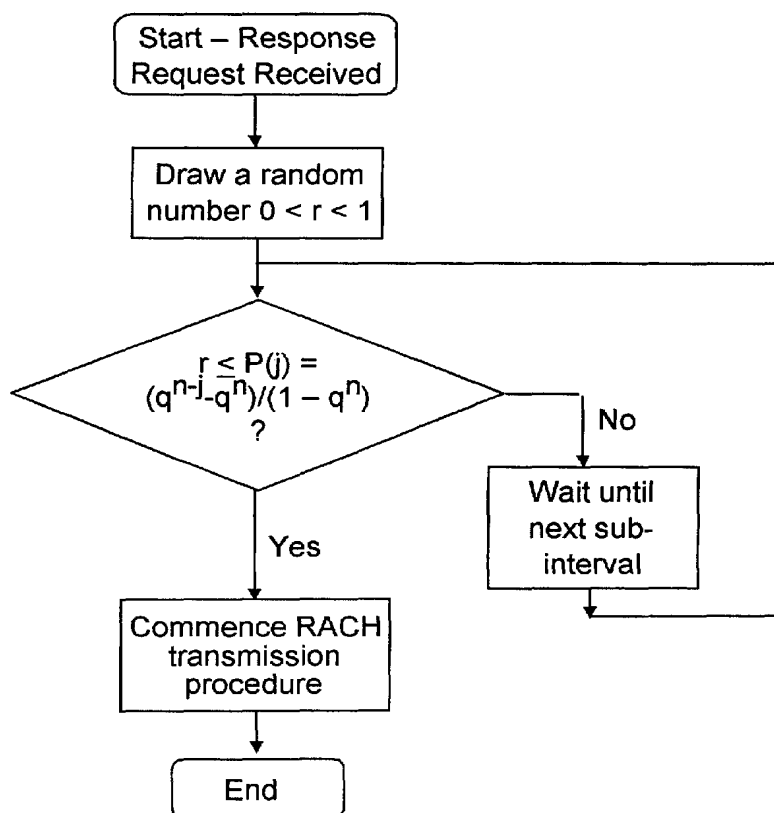 Start – Response
Request Received
Draw a random
number 0 < r < 1
r ≤ P(j) =
(q^n-j-q^n)/(1 – q^n)
?
No
Wait until
next sub-
interval
Yes
Commence RACH
transmission
procedure
End